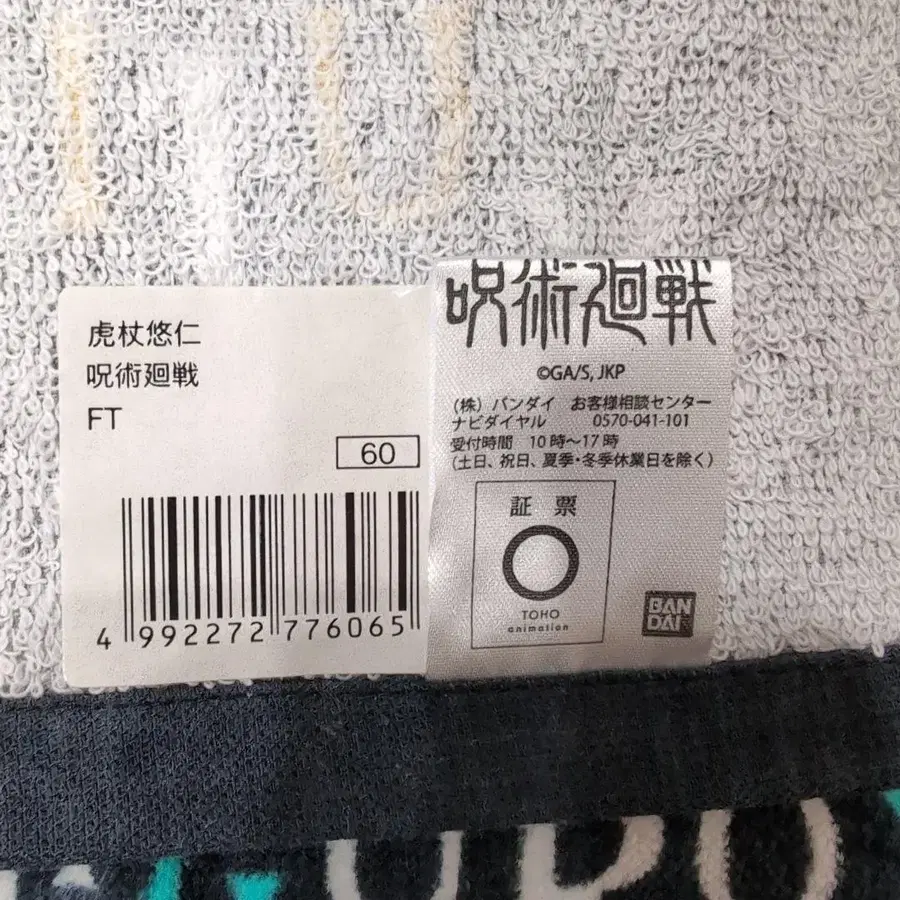 虎杖悠仁
呪術廻戦
FT
60
4 992272 776065
呪術廻戦
©GA/S, JKP
(株) バンダイ お客様相談センター
ナビダイヤル 0570-041-101
受付時間 10時~17時
(土日、祝日、夏季・冬季休業日を除く)
証 票
TOHO
animation
BAN
DAI